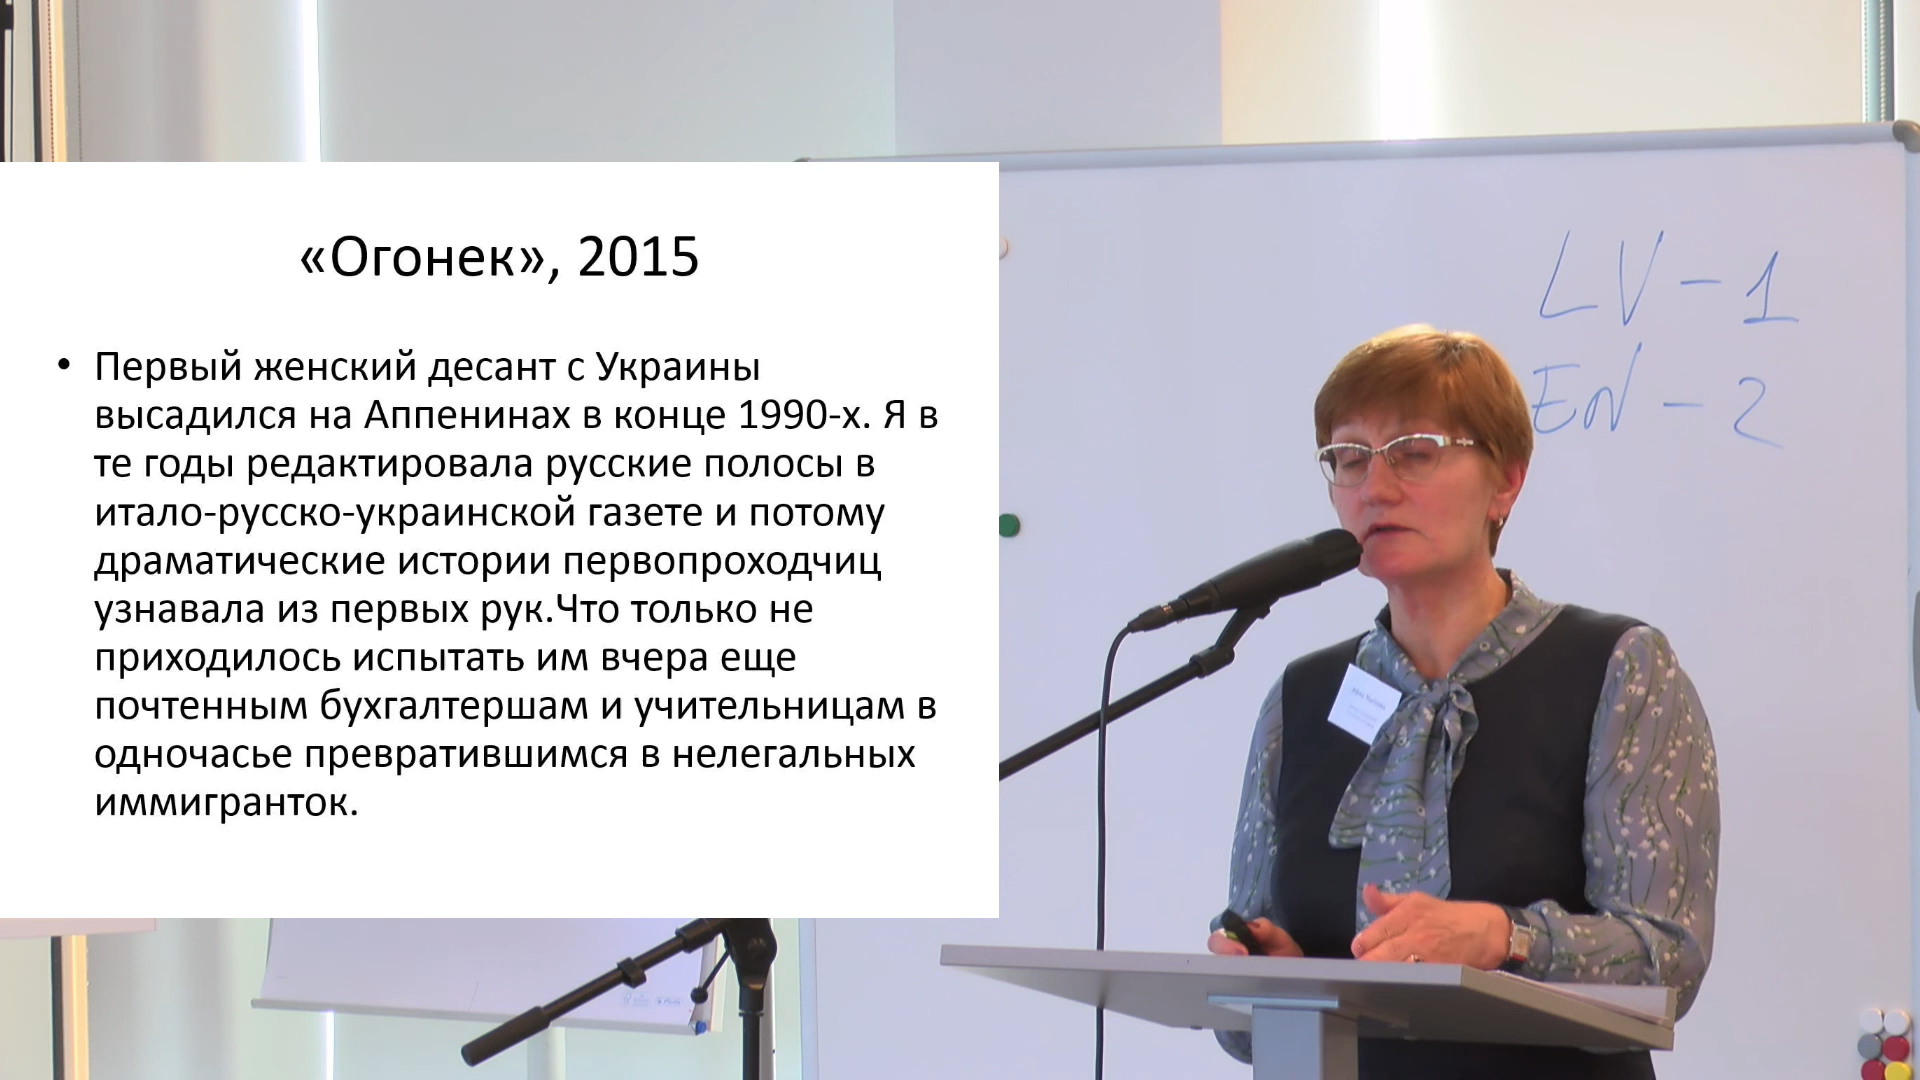 «Огонек», 2015
• Первый женский десант с Украины
высадился на Аппенинах в конце 1990-х. Я в
те годы редактировала русские полосы в
итало-русско-украинской газете и потому
драматические истории первопроходчиц
узнавала из первых рук.Что только не
приходилось испытать им вчера еще
почтенным бухгалтершам и учительницам в
одночасье превратившимся в нелегальных
иммигранток.
LV - 1
EN - 2